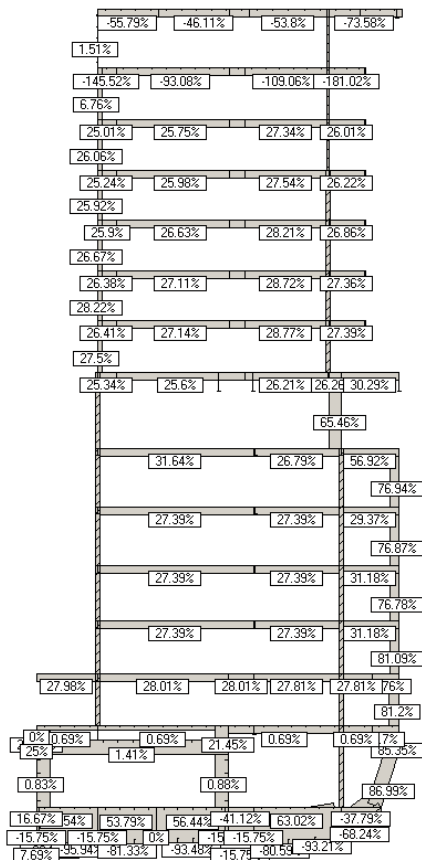 -55.79% -46.11% -53.8% -73.58%
1.51%
-145.52% -93.08% -109.06% -181.02%
6.76%
25.01% 25.75% 27.34% 26.01%
26.06%
25.24% 25.98% 27.54% 26.22%
25.92%
25.9% 26.63% 28.21% 26.86%
26.67%
26.38% 27.11% 28.72% 27.36%
28.22%
26.41% 27.14% 28.77% 27.39%
27.5%
25.34% 25.6% 26.21% 30.29%
65.46%
31.64% 26.79% 56.92%
76.94%
27.39% 27.39% 29.37%
76.87%
27.39% 27.39% 31.18%
76.78%
27.39% 27.39% 31.18%
81.09%
27.98% 28.01% 28.01% 27.81% 27.81% 76%
81.2%
0% 0.69% 0.69% 0.69% 0.69% 7%
25% 1.41% 21.45% 85.35%
0.83% 0.88% 86.99%
16.67% 54% 53.79% 56.44% -41.12% 63.02% -37.79%
-15.75% -15.75% 0% -15.75% -68.24%
7.69% -95.94% -81.33% -93.48% -80.59% -93.21%